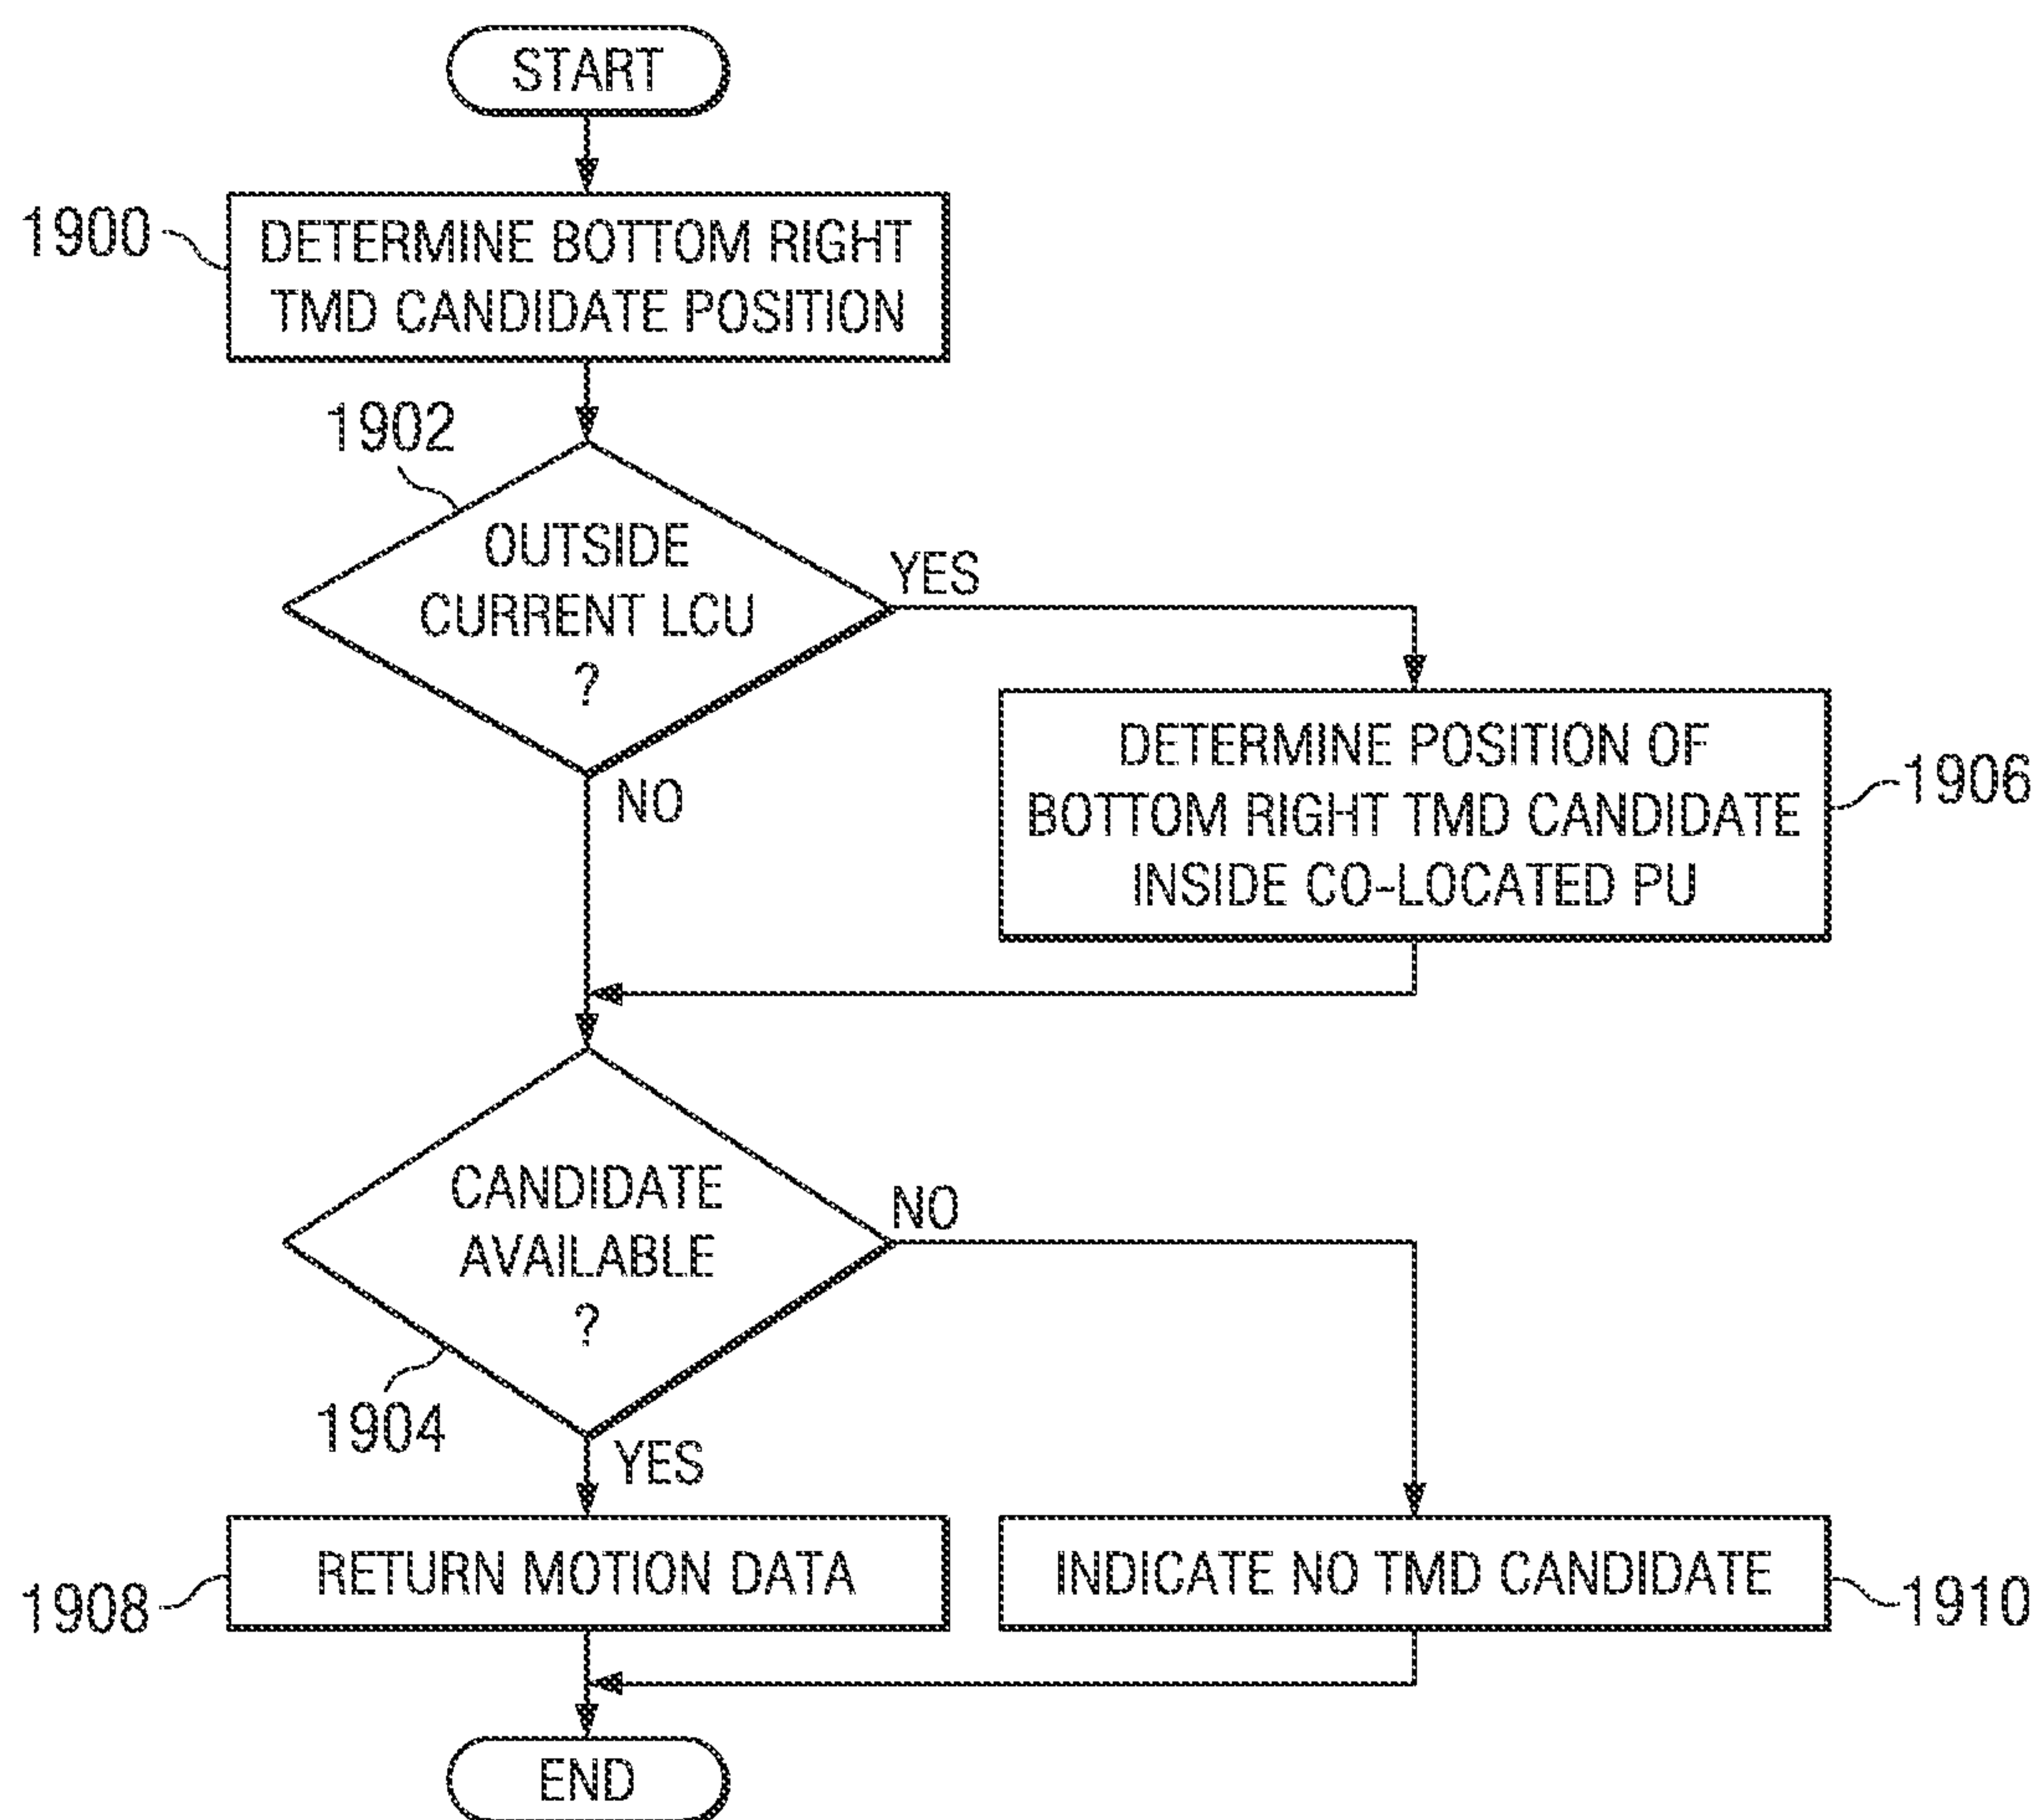 START
1900
DETERMINE BOTTOM RIGHT
TMD CANDIDATE POSITION
1902
OUTSIDE
CURRENT LCU
?
YES
NO
DETERMINE POSITION OF
BOTTOM RIGHT TMD CANDIDATE
INSIDE CO-LOCATED PU
1906
CANDIDATE
AVAILABLE
?
NO
1904
YES
1908
RETURN MOTION DATA
INDICATE NO TMD CANDIDATE
1910
END